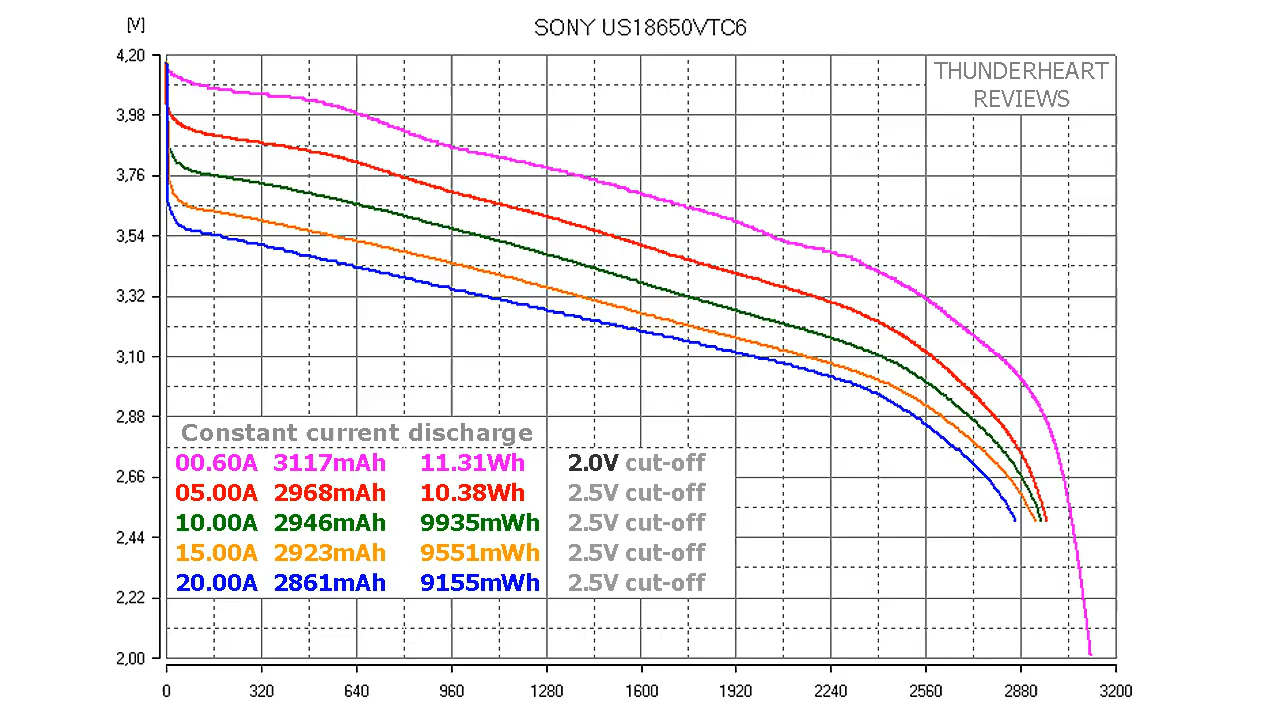 [V]
SONY US18650VTC6
4,20
THUNDERHEART
REVIEWS
3,98
3,76
3,54
3,32
3,10
2,88
Constant current discharge
00.60A 3117mAh 11.31Wh 2.0V cut-off
2,66
05.00A 2968mAh 10.38Wh 2.5V cut-off
10.00A 2946mAh 9935mWh 2.5V cut-off
2,44
15.00A 2923mAh 9551mWh 2.5V cut-off
20.00A 2861mAh 9155mWh 2.5V cut-off
2,22
2,00
0 320 640 960 1280 1600 1920 2240 2560 2880 3200